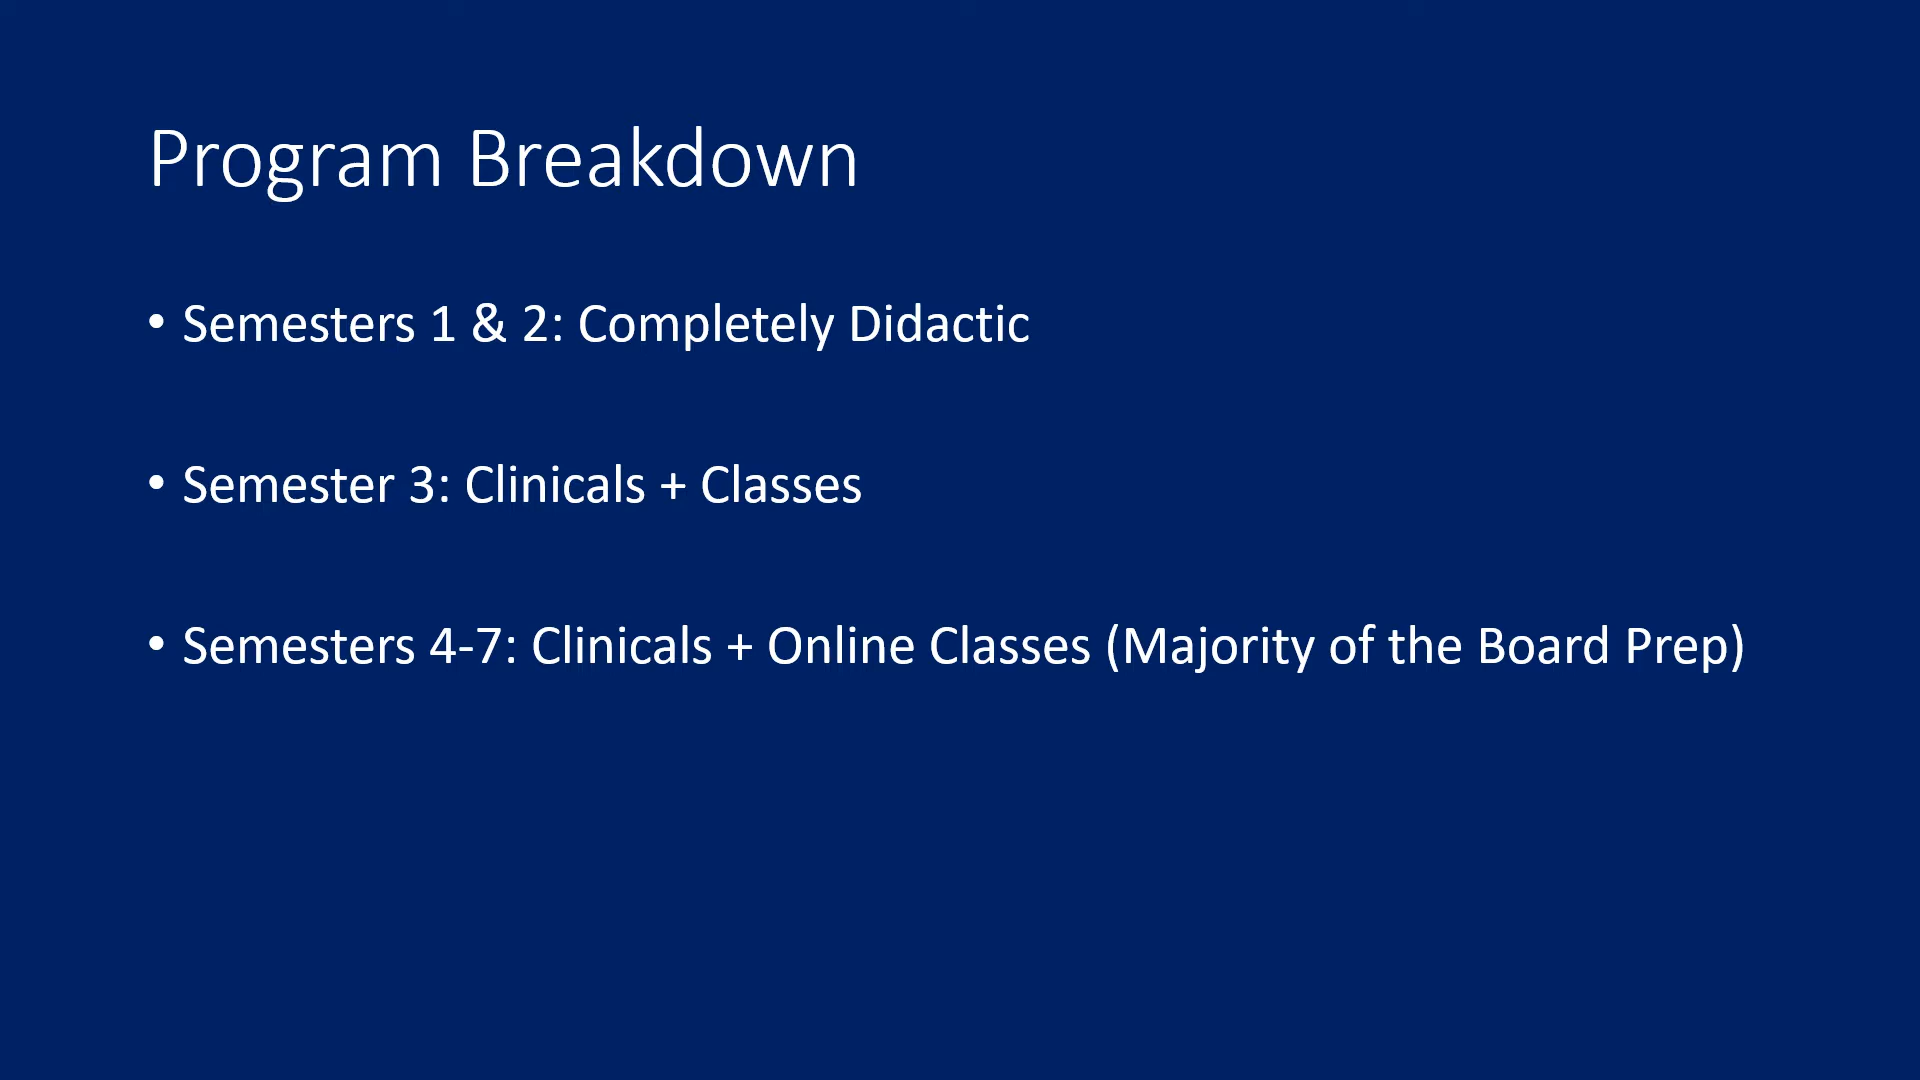 Program Breakdown
• Semesters 1 & 2: Completely Didactic
• Semester 3: Clinicals + Classes
• Semesters 4-7: Clinicals + Online Classes (Majority of the Board Prep)